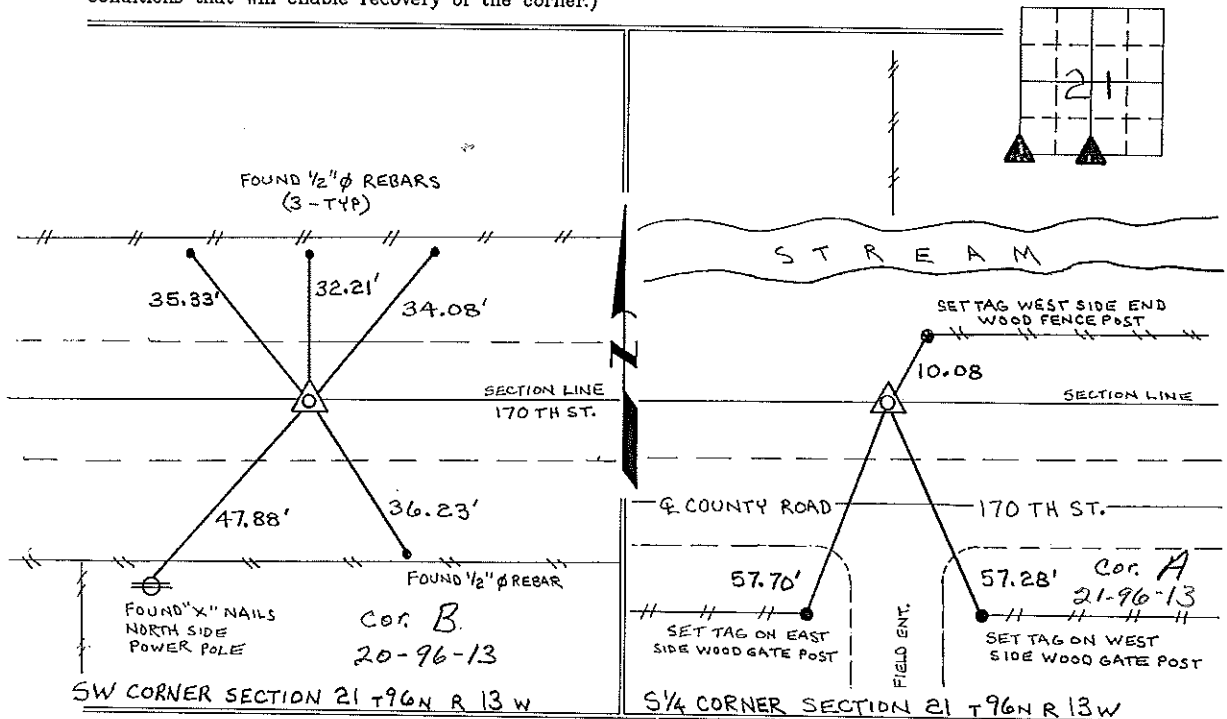 conditions that will enable recovery of the corner.)
21
FOUND 1/2" ϕ REBARS
(3-TYP)
35.33'
32.21'
34.08'
SECTION LINE
170 TH ST.
47.88'
36.23'
FOUND 1/2" ϕ REBAR
FOUND "X" NAILS
NORTH SIDE
POWER POLE
Cor. B.
20-96-13
SW CORNER SECTION 21 T96N R 13 W
N
STREAM
SET TAG WEST SIDE END
WOOD FENCE POST
10.08
SECTION LINE
℄ COUNTY ROAD 170 TH ST.
57.70'
57.28'
Cor. A
21-96-13
SET TAG ON EAST
SIDE WOOD GATE POST
FIELD ENT.
SET TAG ON WEST
SIDE WOOD GATE POST
S1/4 CORNER SECTION 21 T96N R 13 W